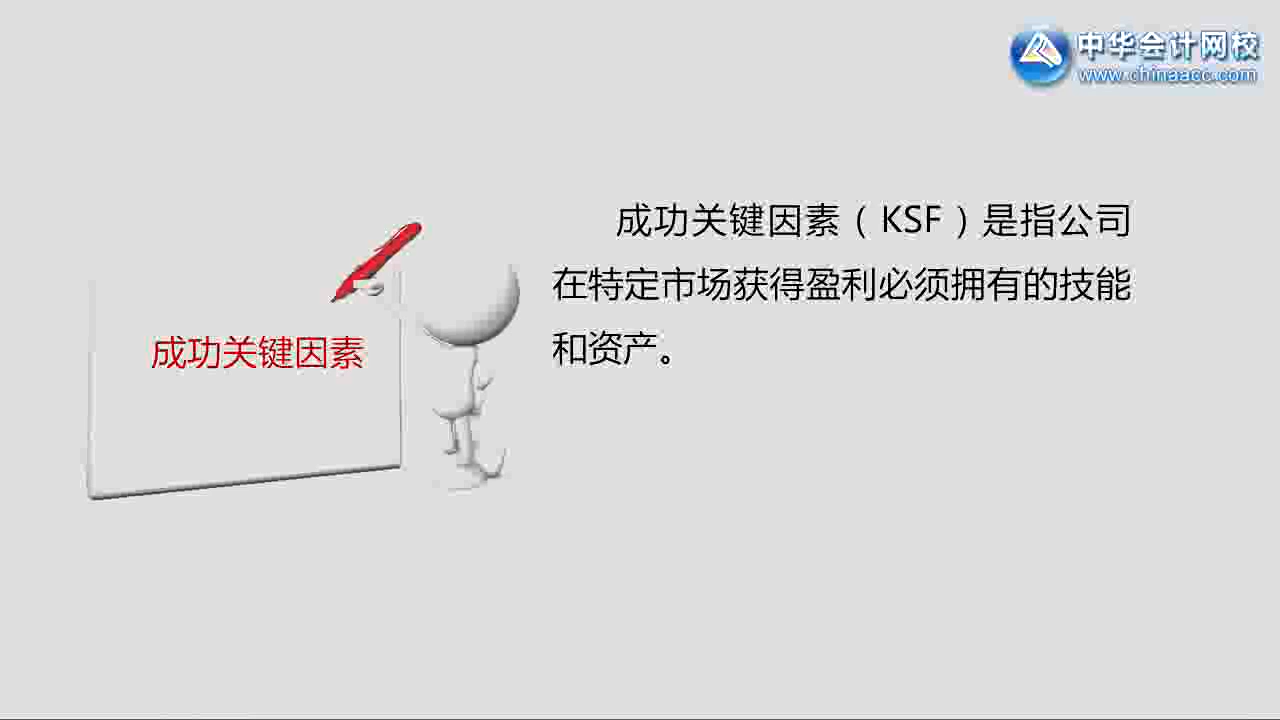 中华会计网校
www.chinaacc.com
成功关键因素（KSF）是指公司
在特定市场获得盈利必须拥有的技能
和资产。
成功关键因素